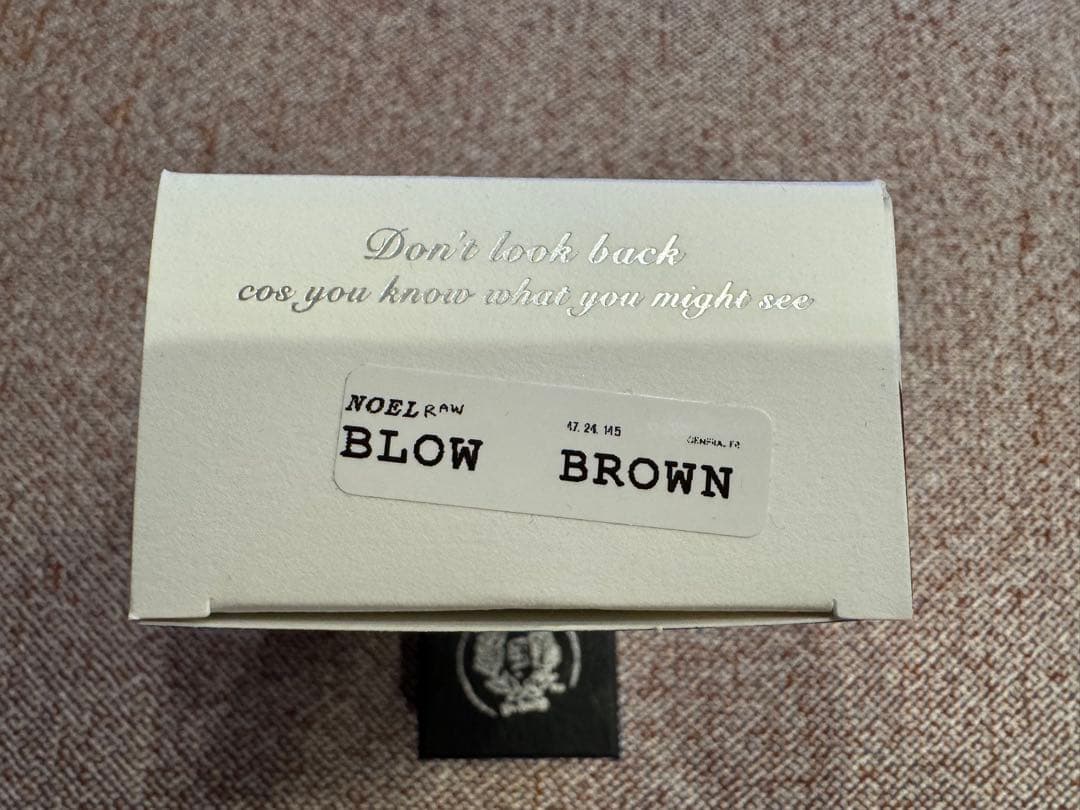 Don't look back
cos you know what you might see
NOEL RAW
47. 24. 145
BLOW BROWN